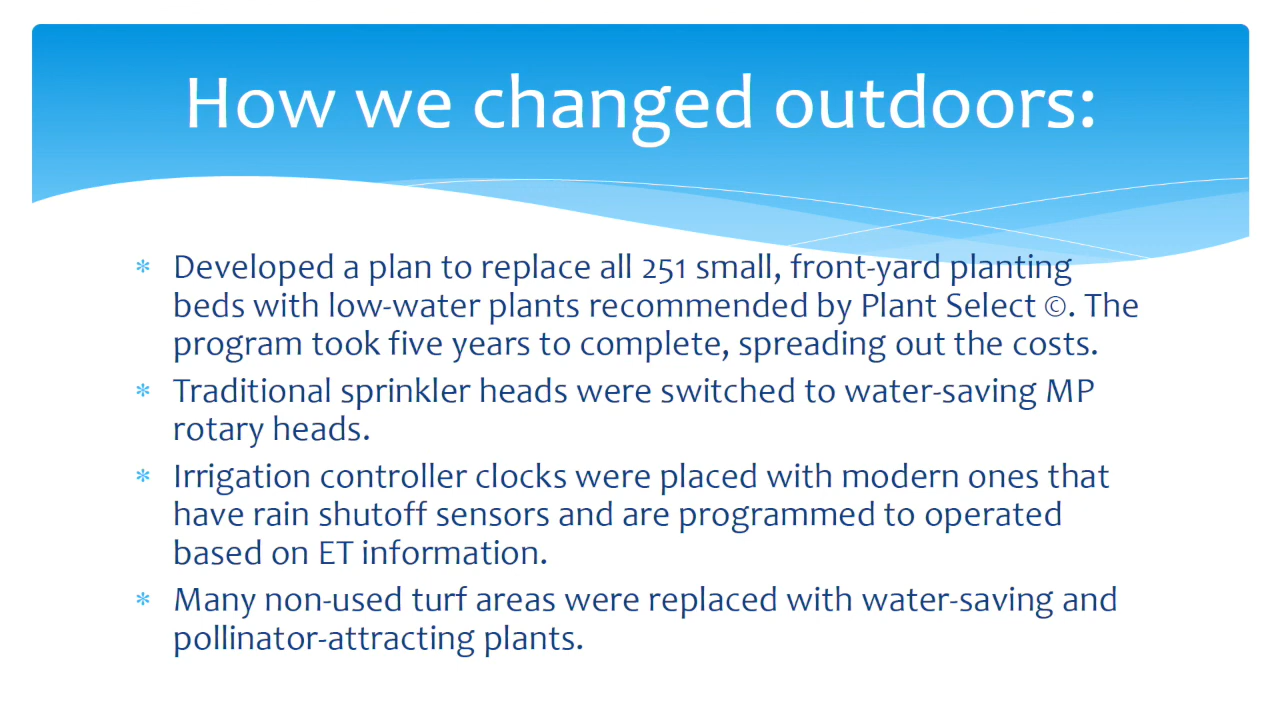 How we changed outdoors:
* Developed a plan to replace all 251 small, front-yard planting
beds with low-water plants recommended by Plant Select ©. The
program took five years to complete, spreading out the costs.
* Traditional sprinkler heads were switched to water-saving MP
rotary heads.
* Irrigation controller clocks were placed with modern ones that
have rain shutoff sensors and are programmed to operated
based on ET information.
* Many non-used turf areas were replaced with water-saving and
pollinator-attracting plants.